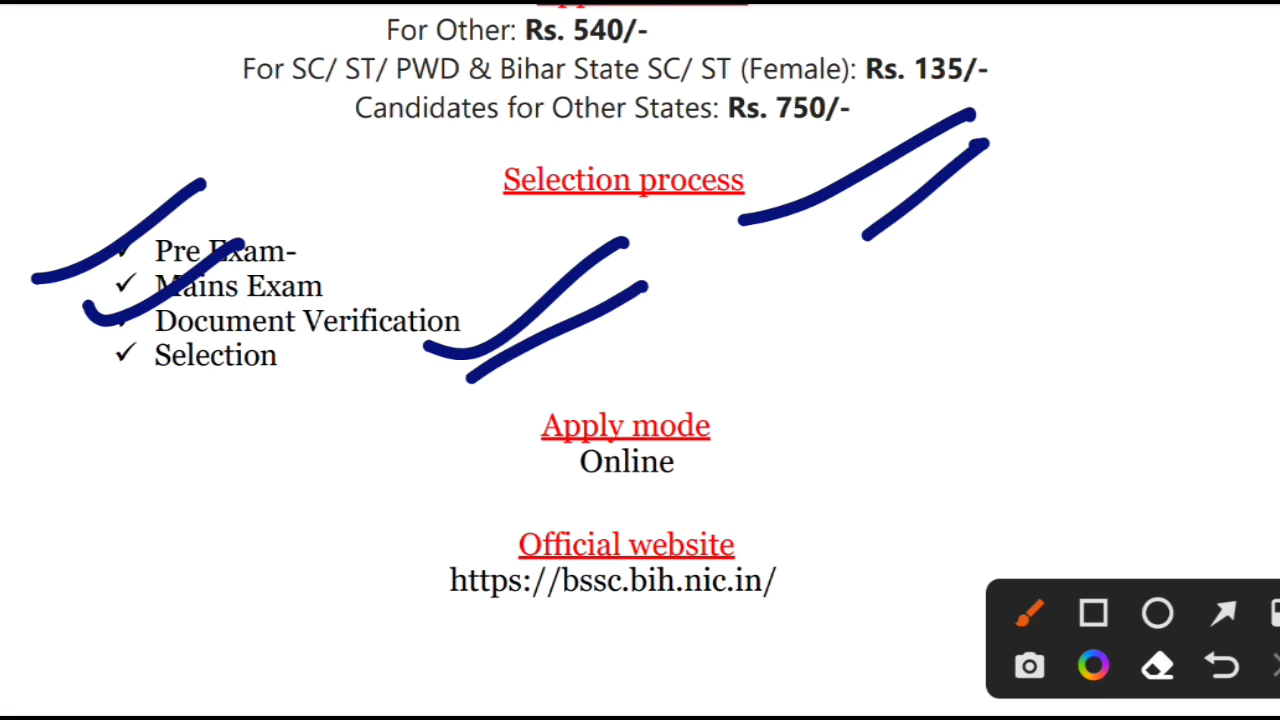 For Other: Rs. 540/-
For SC/ ST/ PWD & Bihar State SC/ ST (Female): Rs. 135/-
Candidates for Other States: Rs. 750/-
Selection process
✓ Pre Exam-
✓ Mains Exam
✓ Document Verification
✓ Selection
Apply mode
Online
Official website
https://bssc.bih.nic.in/